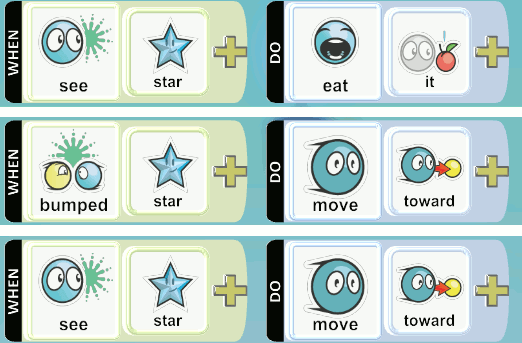 WHEN see star DO eat it
WHEN bumped star DO move toward
WHEN see star DO move toward